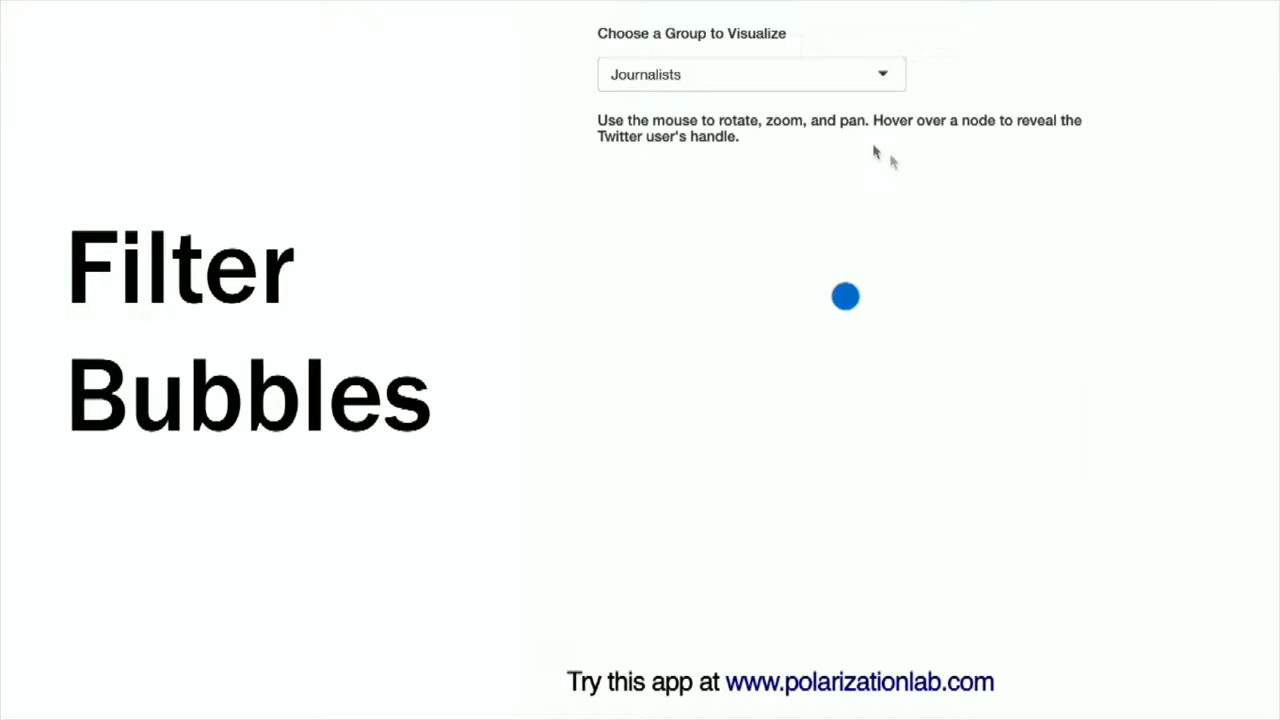 Filter
Bubbles
Choose a Group to Visualize
Journalists
Use the mouse to rotate, zoom, and pan. Hover over a node to reveal the
Twitter user's handle.
Try this app at www.polarizationlab.com